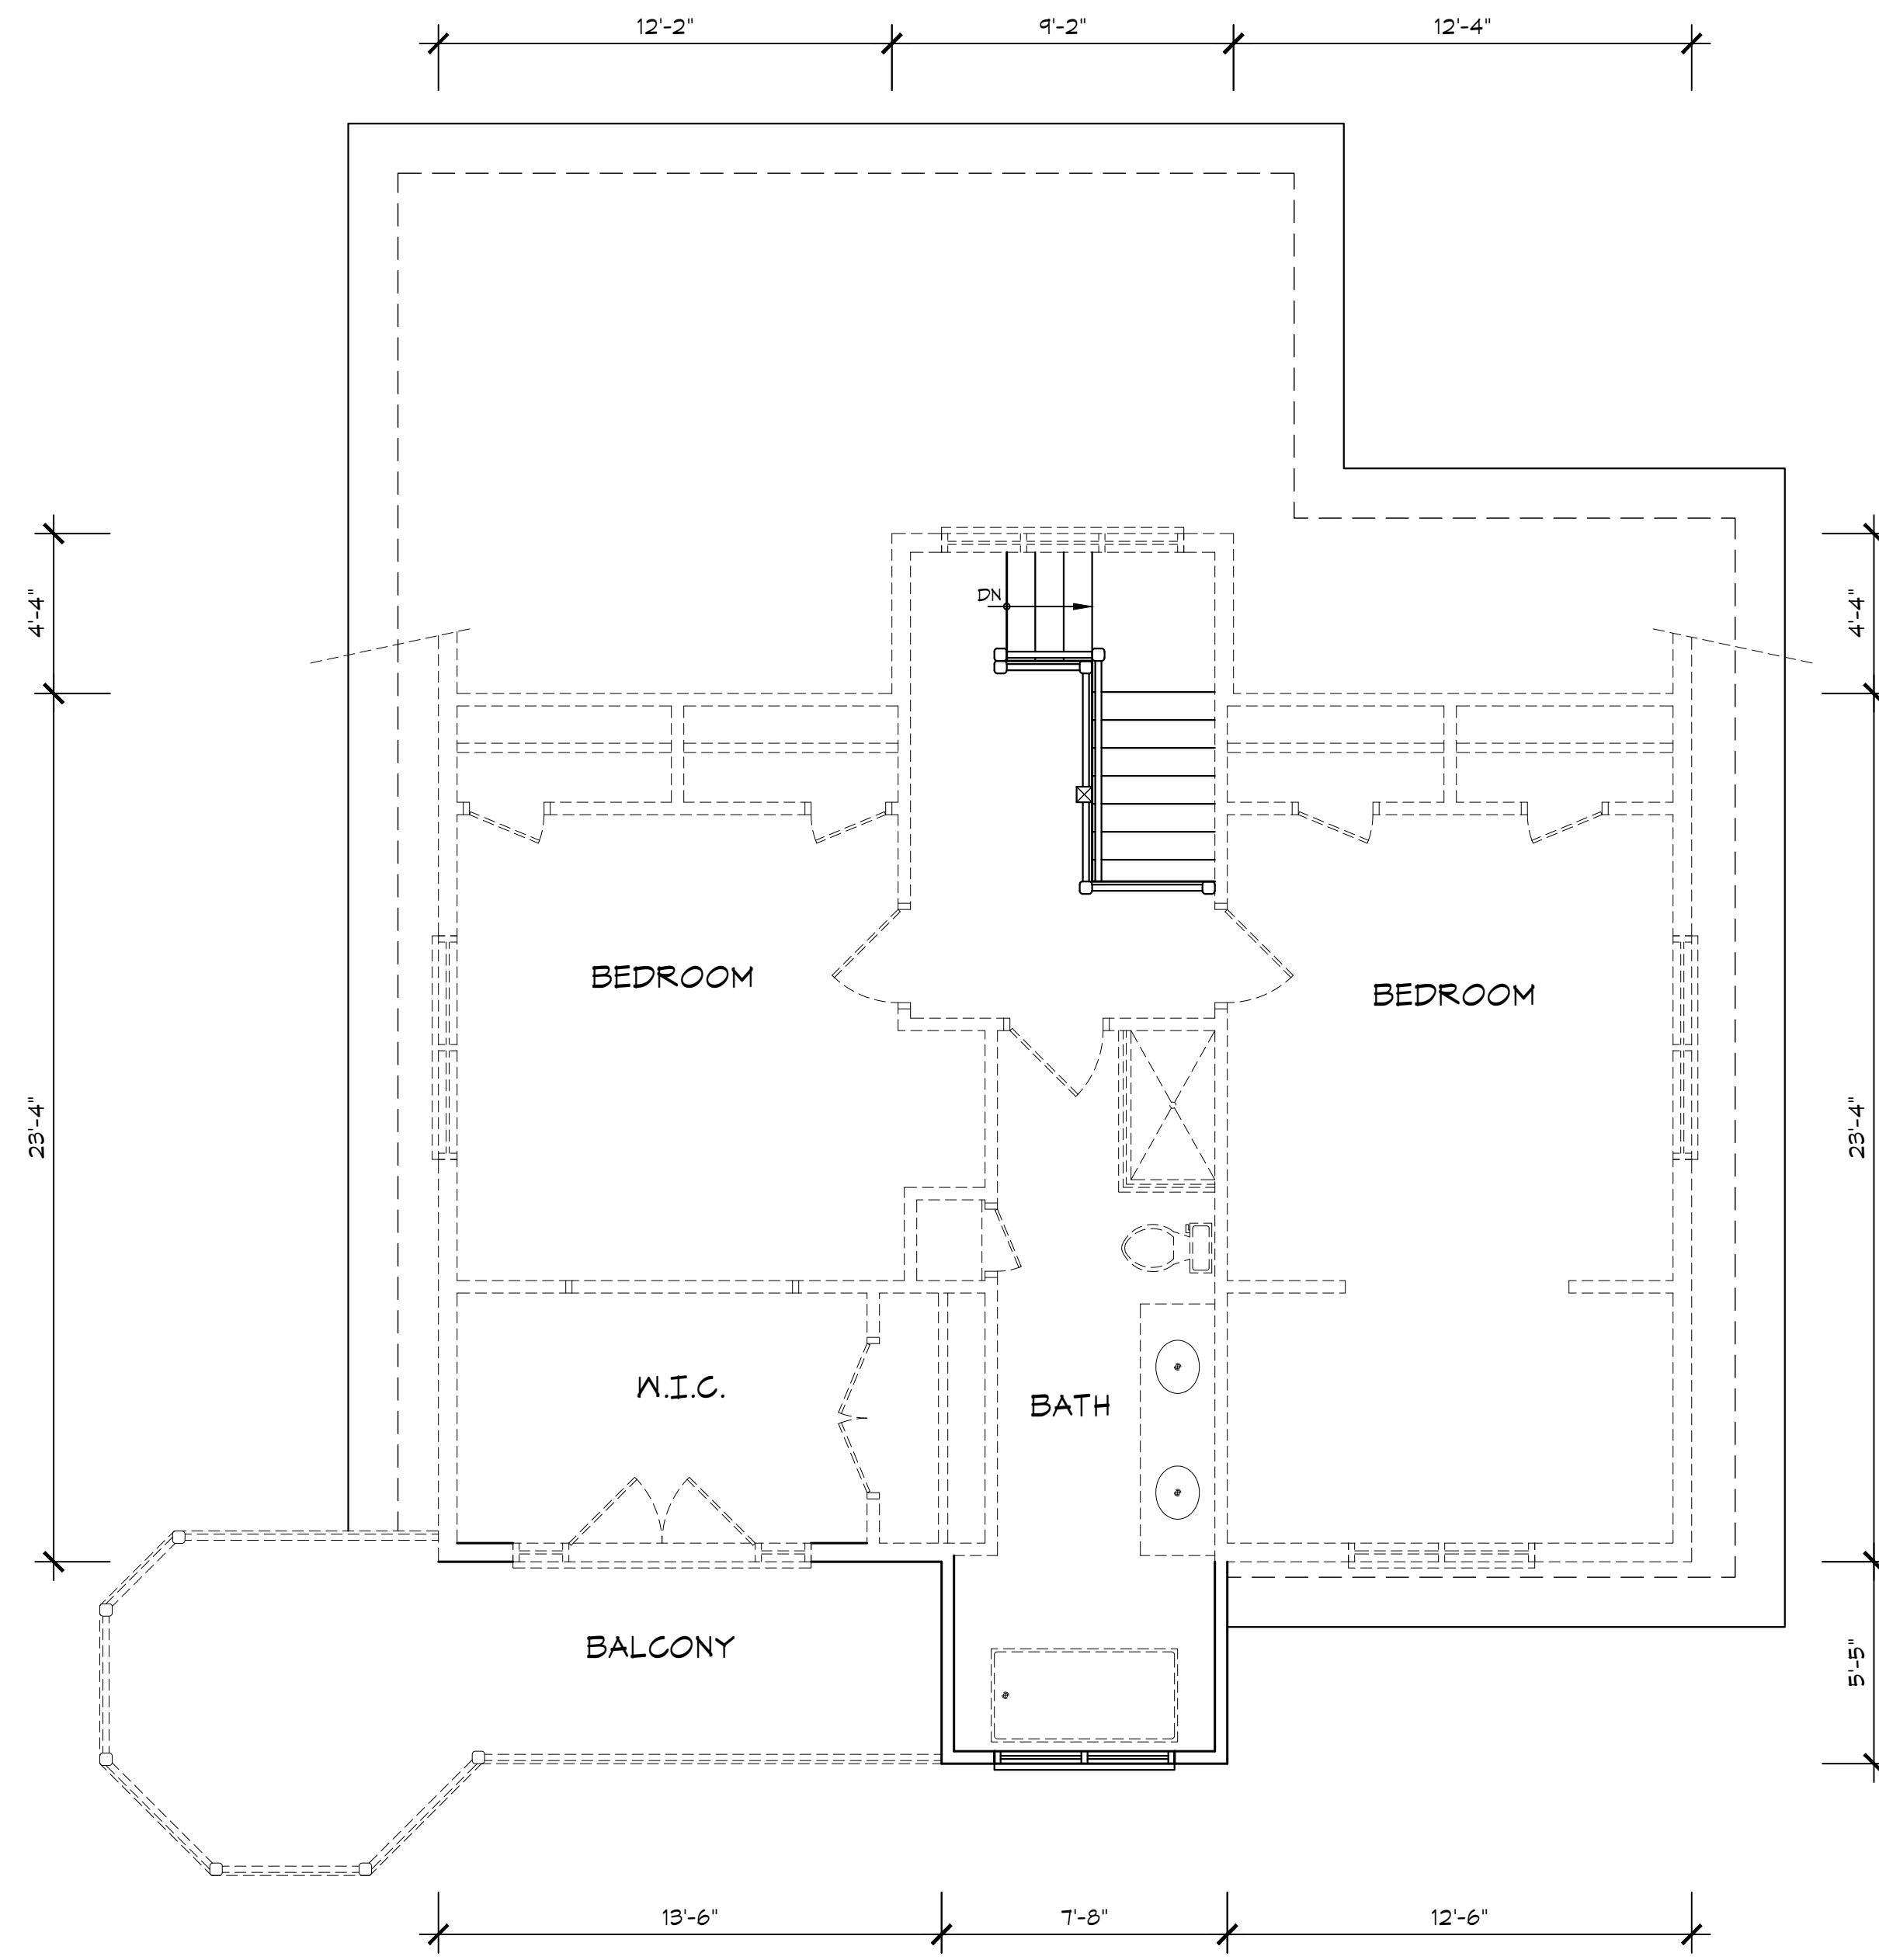 12'-2"
9'-2"
12'-4"
4'-4"
4'-4"
DN
BEDROOM
BEDROOM
23'-4"
23'-4"
W.I.C.
BATH
BALCONY
5'-5"
13'-6"
7'-8"
12'-6"